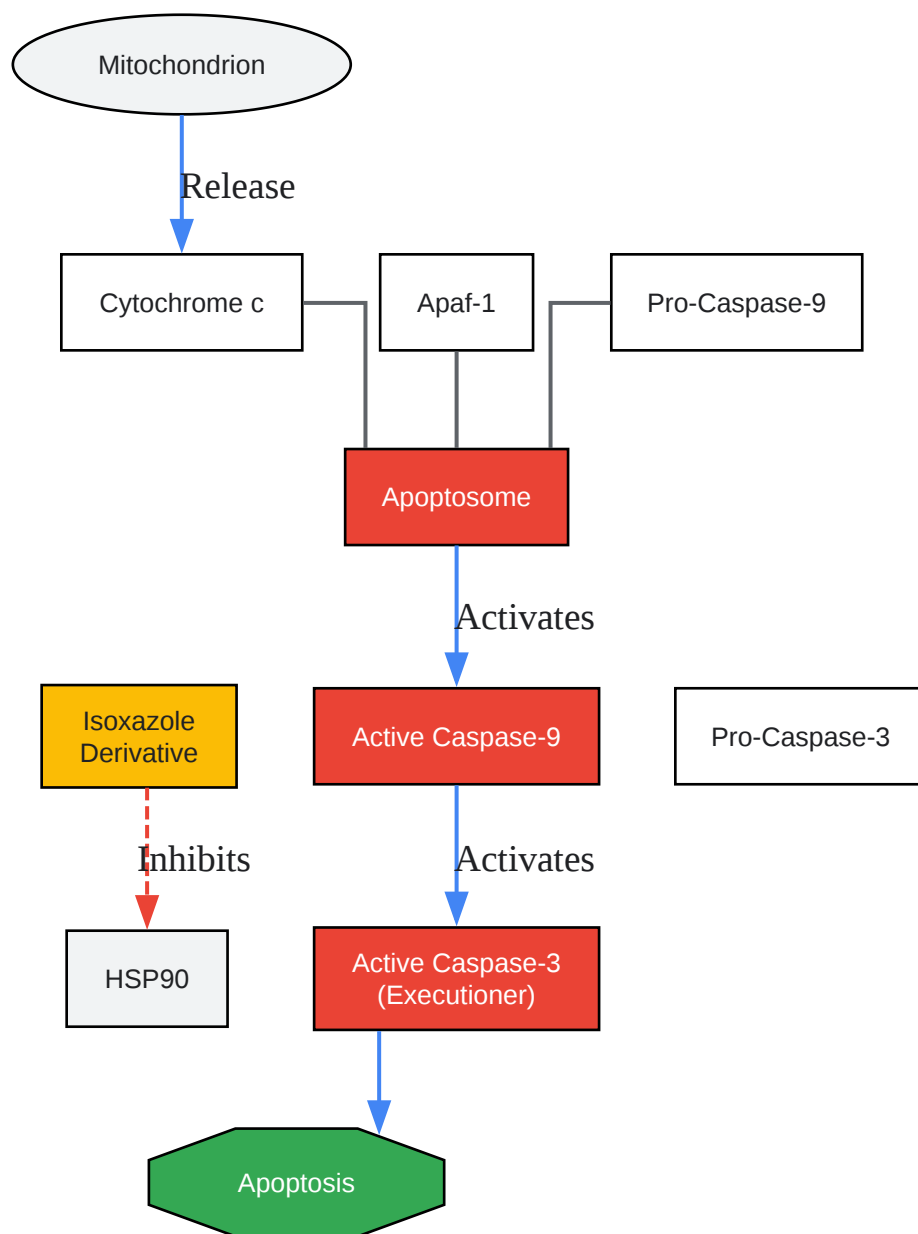 Mitochondrion
Release
Cytochrome c
Apaf-1
Pro-Caspase-9
Apoptosome
Activates
Isoxazole
Derivative
Active Caspase-9
Pro-Caspase-3
Inhibits
Activates
HSP90
Active Caspase-3
(Executioner)
Apoptosis